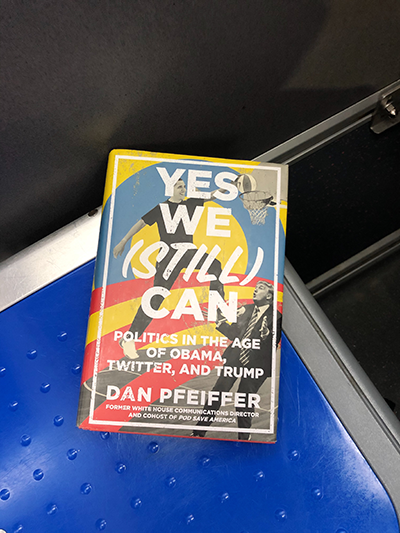 YES
WE
(STILL)
CAN
POLITICS IN THE AGE
OF OBAMA,
TWITTER, AND TRUMP
DAN PFEIFFER
FORMER WHITE HOUSE COMMUNICATIONS DIRECTOR
AND COHOST OF POD SAVE AMERICA